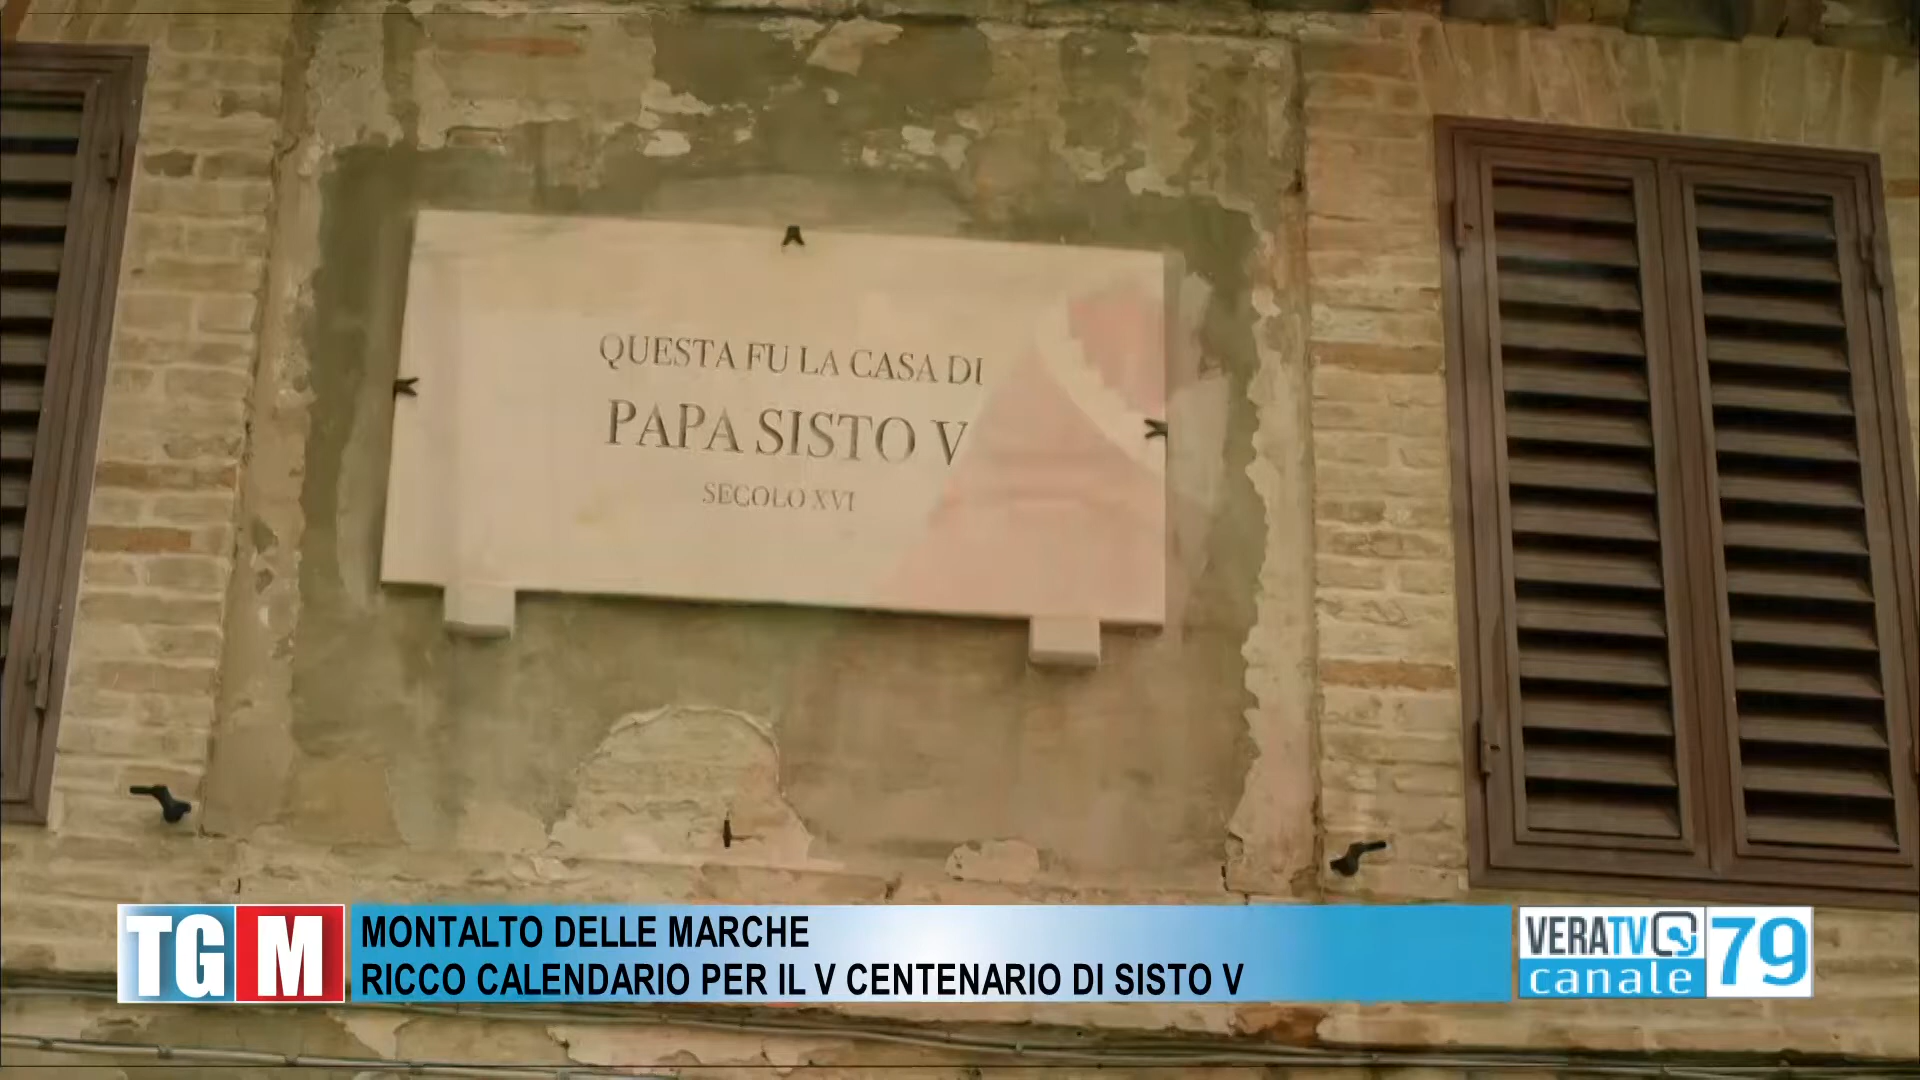 QUESTA FU LA CASA DI
PAPA SISTO V
SECOLO XVI
TGM
MONTALTO DELLE MARCHE
RICCO CALENDARIO PER IL V CENTENARIO DI SISTO V
VERATV
canale
79